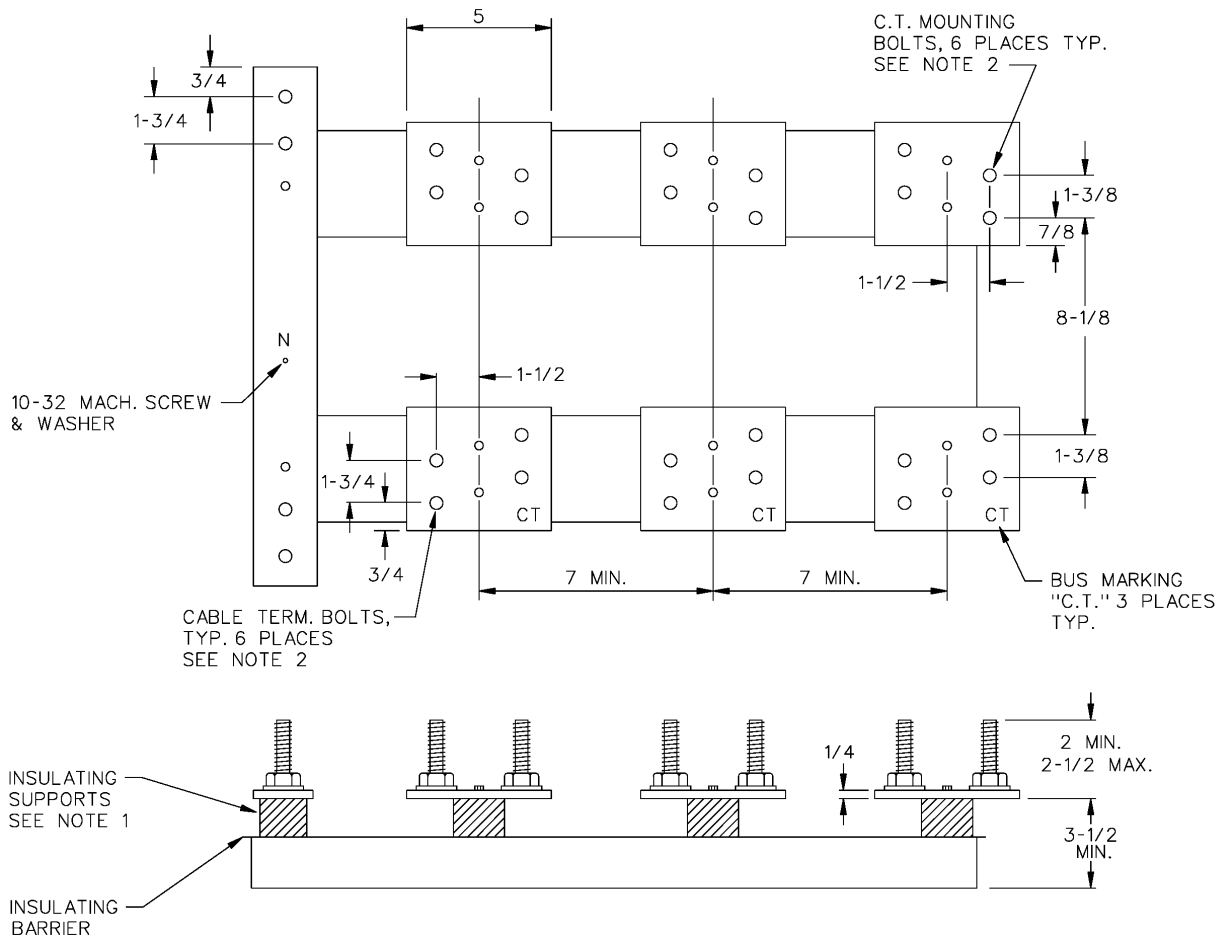 5
C.T. MOUNTING
BOLTS, 6 PLACES TYP.
SEE NOTE 2
3/4
1-3/4
1-3/8
7/8
1-1/2
8-1/8
N
1-1/2
10-32 MACH. SCREW
& WASHER
1-3/4
1-3/8
CT
CT
CT
3/4
7 MIN.
7 MIN.
BUS MARKING
"C.T." 3 PLACES
TYP.
CABLE TERM. BOLTS,
TYP. 6 PLACES
SEE NOTE 2
1/4
2 MIN.
2-1/2 MAX.
INSULATING
SUPPORTS
SEE NOTE 1
3-1/2
MIN.
INSULATING
BARRIER